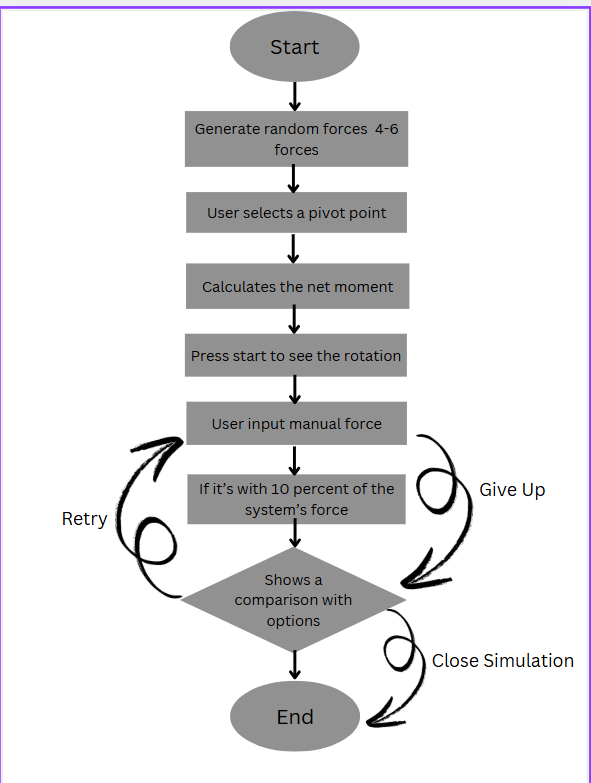 Start
Generate random forces 4-6
forces
User selects a pivot point
Calculates the net moment
Press start to see the rotation
User input manual force
If it's with 10 percent of the
system's force
Give Up
Retry
Shows a
comparison with
options
Close Simulation
End